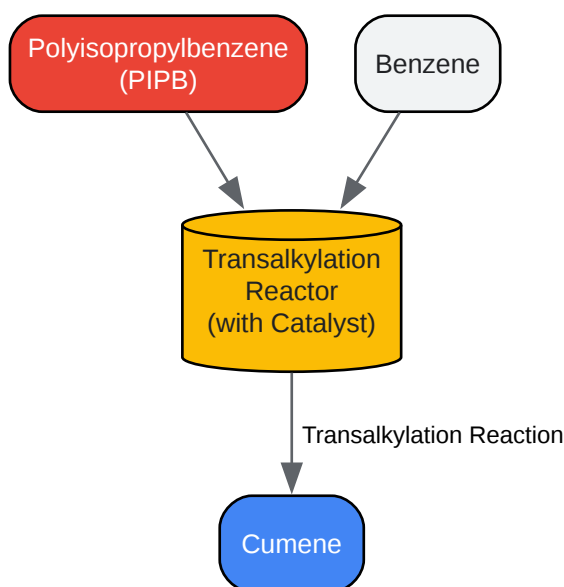 Polyisopropylbenzene
(PIPB)
Benzene
Transalkylation
Reactor
(with Catalyst)
Transalkylation Reaction
Cumene